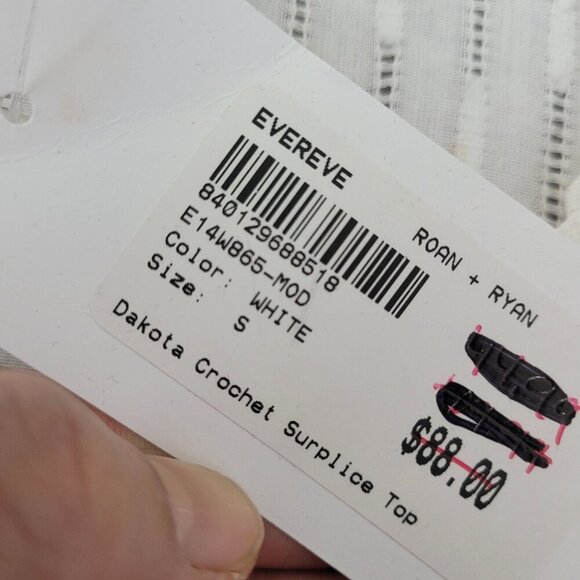 EVEREVE
840129688518
E14W865-MOD
ROAN + RYAN
Color: WHITE
Size: S
Dakota Crochet Surplice Top
$88.00